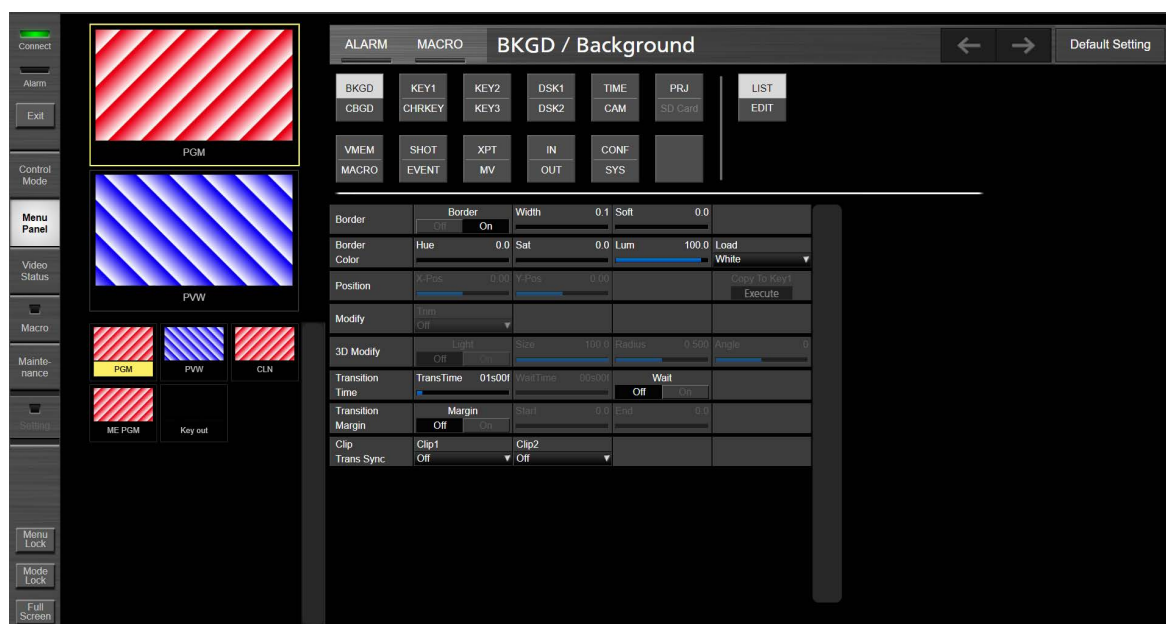 Connect
Alarm
Exit
Control
Mode
Menu
Panel
Video
Status
Macro
Mainte-
nance
Setting
Menu
Lock
Mode
Lock
Full
Screen
PGM
PVW
PGM PVW CLN
ME PGM Key out
ALARM MACRO BKGD / Background ← → Default Setting
BKGD KEY1 KEY2 DSK1 TIME PRJ LIST
CBGD CHRKEY KEY3 DSK2 CAM SD Card EDIT
VMEM SHOT XPT IN CONF
MACRO EVENT MV OUT SYS
Border Border Width 0.1 Soft 0.0
Off On
Border Hue 0.0 Sat 0.0 Lum 100.0 Load
Color White
Position X-Pos 0.00 Y-Pos 0.00 Copy To Key1
Execute
Modify Trim
Off
3D Modify Light Size 100.0 Radius 0.500 Angle 0
Off On
Transition TransTime 01s00f WaitTime 00s00f Wait
Time Off On
Transition Margin Start 0.0 End 0.0
Margin Off On
Clip Clip1 Clip2
Trans Sync Off Off